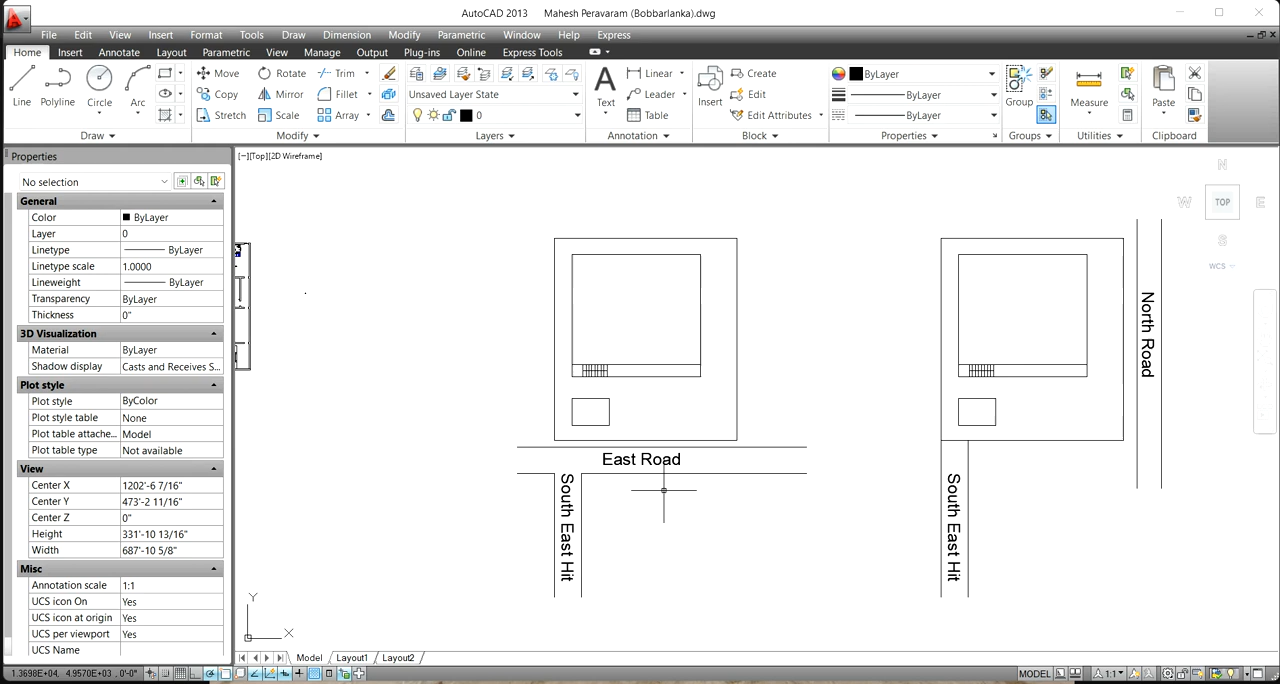 AutoCAD 2013 Mahesh Peravaram (Bobbarlanka).dwg
File Edit View Insert Format Tools Draw Dimension Modify Parametric Window Help Express
Home Insert Annotate Layout Parametric View Manage Output Plug-ins Online Express Tools
Line Polyline Circle Arc
Move Rotate Trim
Copy Mirror Fillet
Stretch Scale Array
Unsaved Layer State
0
Text Linear
Leader
Table
Insert Create
Edit
Edit Attributes
ByLayer
ByLayer
ByLayer
Group Measure Paste
Draw Modify Layers Annotation Block Properties Groups Utilities Clipboard
Properties
No selection
General
Color ByLayer
Layer 0
Linetype ByLayer
Linetype scale 1.0000
Lineweight ByLayer
Transparency ByLayer
Thickness 0"
3D Visualization
Material ByLayer
Shadow display Casts and Receives S...
Plot style
Plot style ByColor
Plot style table None
Plot table attache... Model
Plot table type Not available
View
Center X 1202'-6 7/16"
Center Y 473'-2 11/16"
Center Z 0"
Height 331'-10 13/16"
Width 687'-10 5/8"
Misc
Annotation scale 1:1
UCS icon On Yes
UCS icon at origin Yes
UCS per viewport Yes
UCS Name
[−][Top][2D Wireframe]
East Road
South East Hit
North Road
South East Hit
N
W TOP E
S
WCS
Y
X
Model Layout1 Layout2
1.3698E+04, 4.9570E+03 , 0'-0" MODEL 1:1